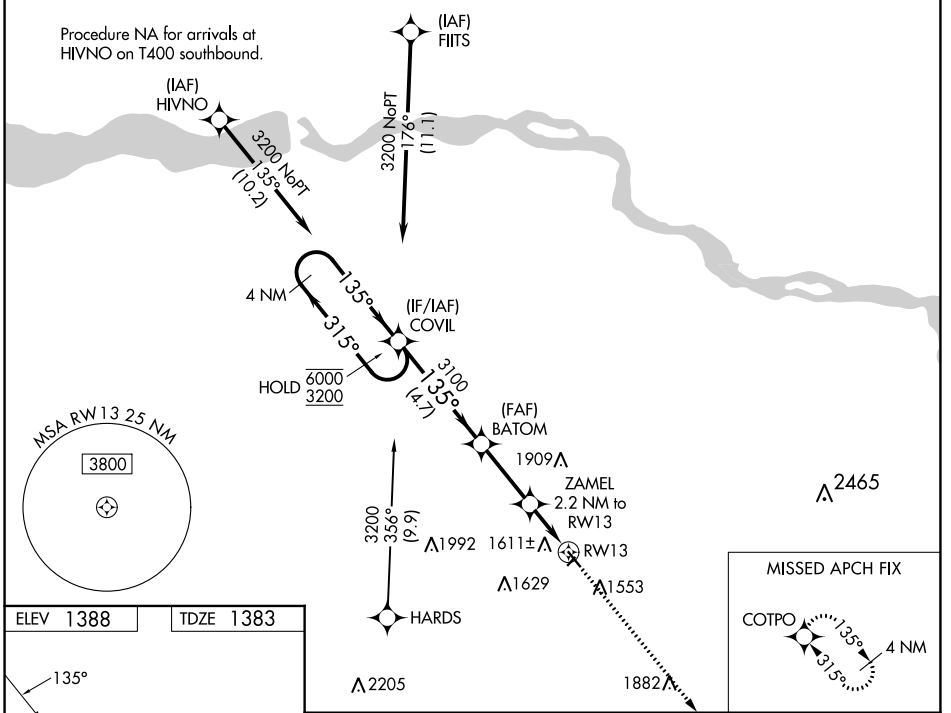 Procedure NA for arrivals at
HIVNO on T400 southbound.
(IAF)
FIITS
(IAF)
HIVNO
3200 NoPT
135°
(10.2)
3200 NoPT
176°
(11.1)
4 NM
135°
315°
(IF/IAF)
COVIL
HOLD 6000
3200
3100
135°
(4.7)
(FAF)
BATOM
MSA RW13 25 NM
3800
1909
ZAMEL
2.2 NM to
RW13
2465
3200
356°
(9.9)
1992
1611±
RW13
1629
1553
HARDS
2205
1882
MISSED APCH FIX
COTPO
135°
315°
4 NM
ELEV 1388
TDZE 1383
135°